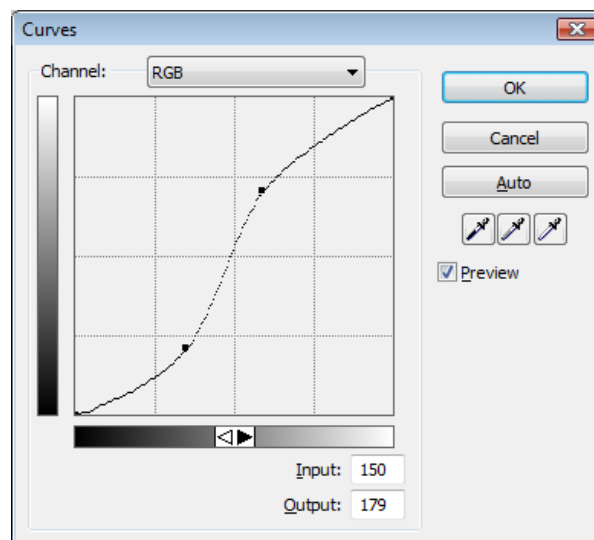 Curves
Channel: RGB
OK
Cancel
Auto
Preview
Input: 150
Output: 179